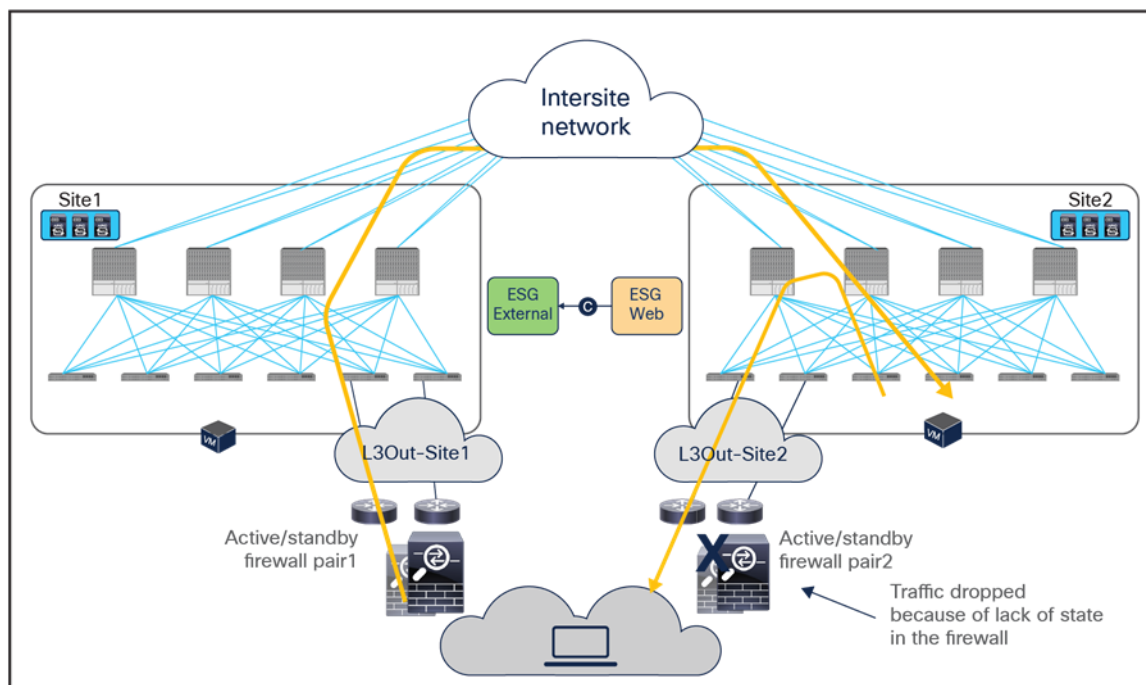 Intersite
network
Site1
Site2
ESG
External
C
ESG
Web
VM
VM
L3Out-Site1
L3Out-Site2
Active/standby
firewall pair1
X
Active/standby
firewall pair2
Traffic dropped
because of lack of state
in the firewall